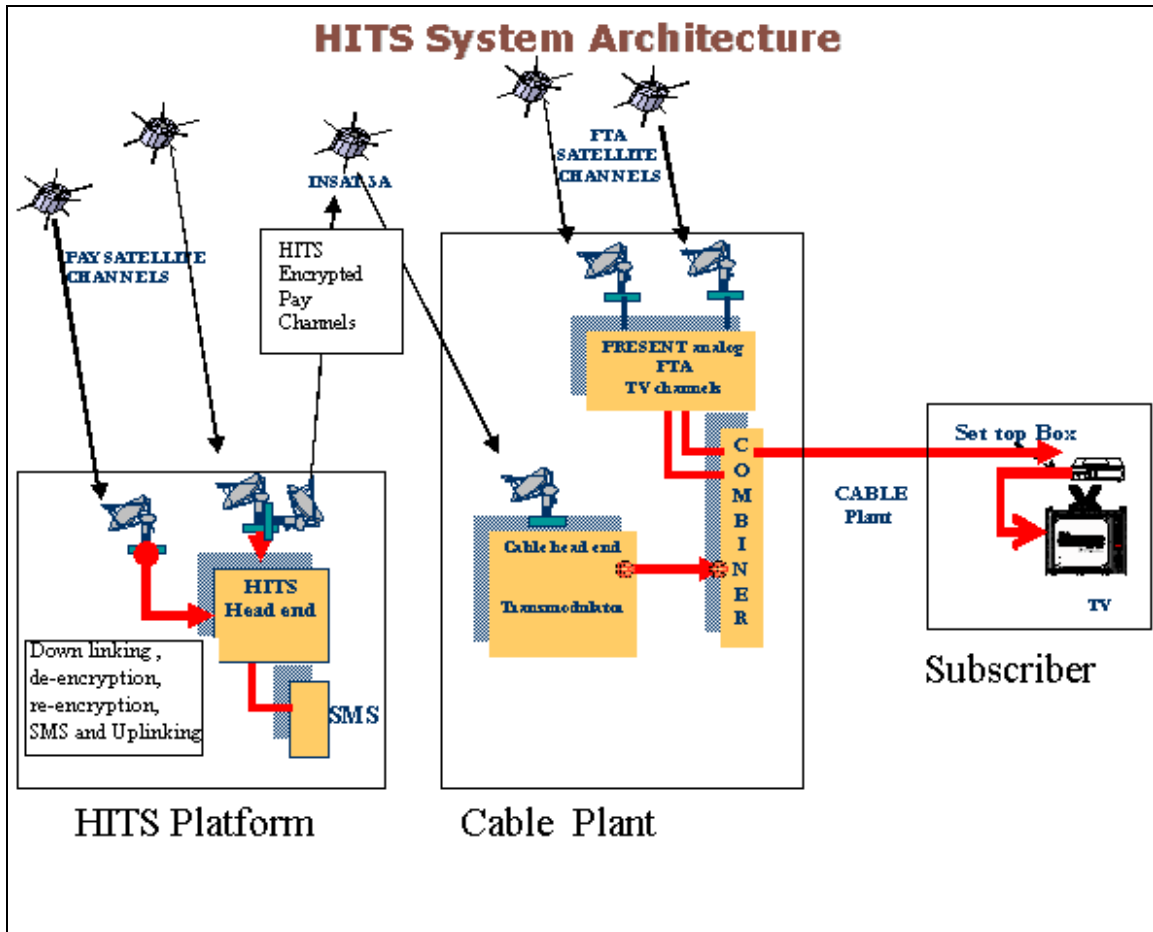 HITS System Architecture
PAY SATELLITE
CHANNELS
INSAT 3A
FTA
SATELLITE
CHANNELS
HITS
Encrypted
Pay
Channels
PRESENT analog
FTA
TV channels
Cable head end
Transmodulator
COMBINER
CABLE
Plant
Set top Box
TV
Subscriber
HITS
Head end
SMS
Down linking ,
de-encryption,
re-encryption,
SMS and Uplinking
HITS Platform
Cable Plant